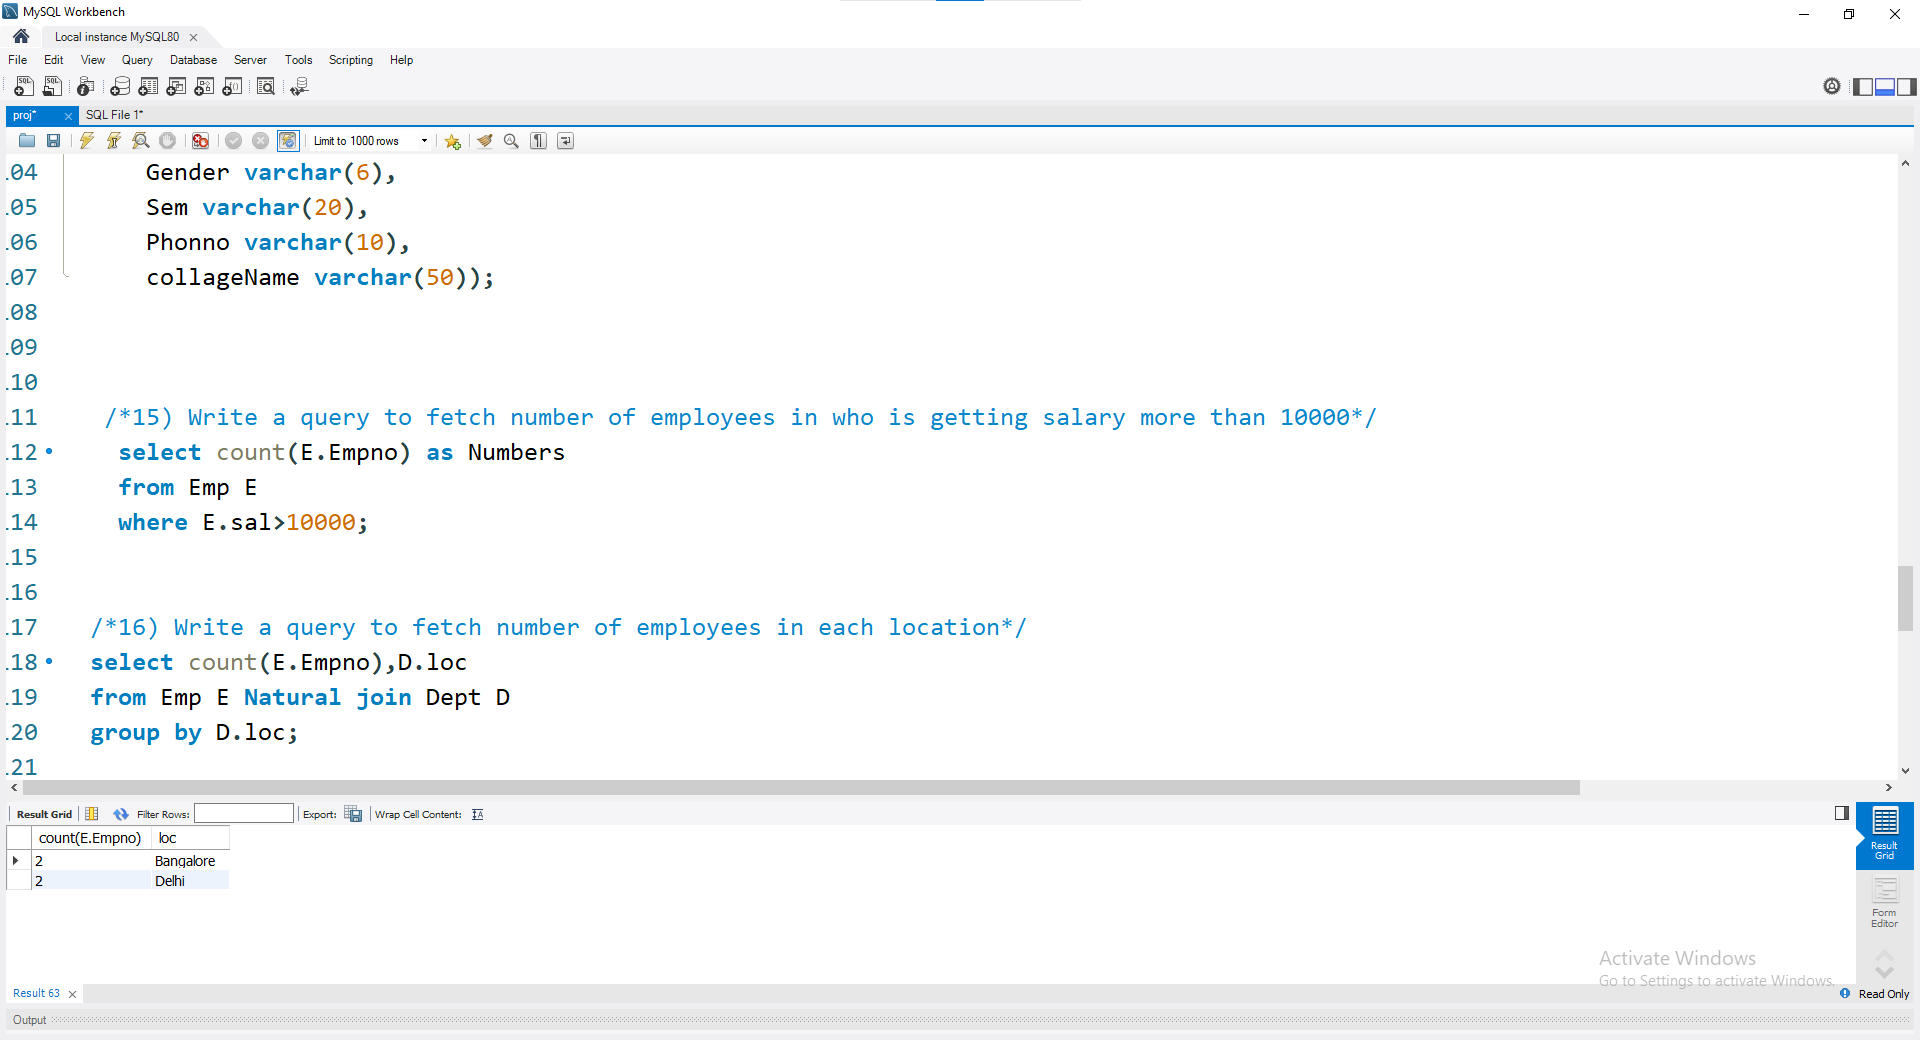 MySQL Workbench
Local instance MySQL80
File Edit View Query Database Server Tools Scripting Help
proj* SQL File 1*
Limit to 1000 rows
04 Gender varchar(6),
05 Sem varchar(20),
06 Phonno varchar(10),
07 collageName varchar(50));
08
09
10
11 /*15) Write a query to fetch number of employees in who is getting salary more than 10000*/
12 select count(E.Empno) as Numbers
13 from Emp E
14 where E.sal>10000;
15
16
17 /*16) Write a query to fetch number of employees in each location*/
18 select count(E.Empno),D.loc
19 from Emp E Natural join Dept D
20 group by D.loc;
21
Result Grid Filter Rows: Export: Wrap Cell Content:
count(E.Empno) loc
2 Bangalore
2 Delhi
Result
Grid
Form
Editor
Activate Windows
Go to Settings to activate Windows.
Result 63 Read Only
Output